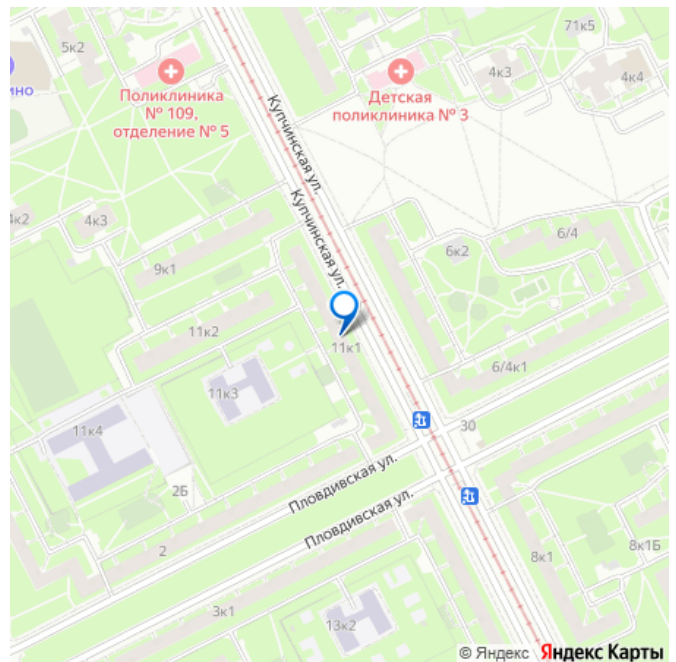 5к2
71к5
4к3
4к4
ино
Поликлиника
№ 109,
отделение № 5
Детская
поликлиника № 3
Купчинская ул.
Купчинская ул.
4к2
4к3
9к1
6к2
6/4
11к2
11к1
6/4к1
11к3
11к4
30
2Б
Пловдивская ул.
Пловдивская ул.
2
8к1
8к1Б
3к1
13к2
© Яндекс Яндекс Карты